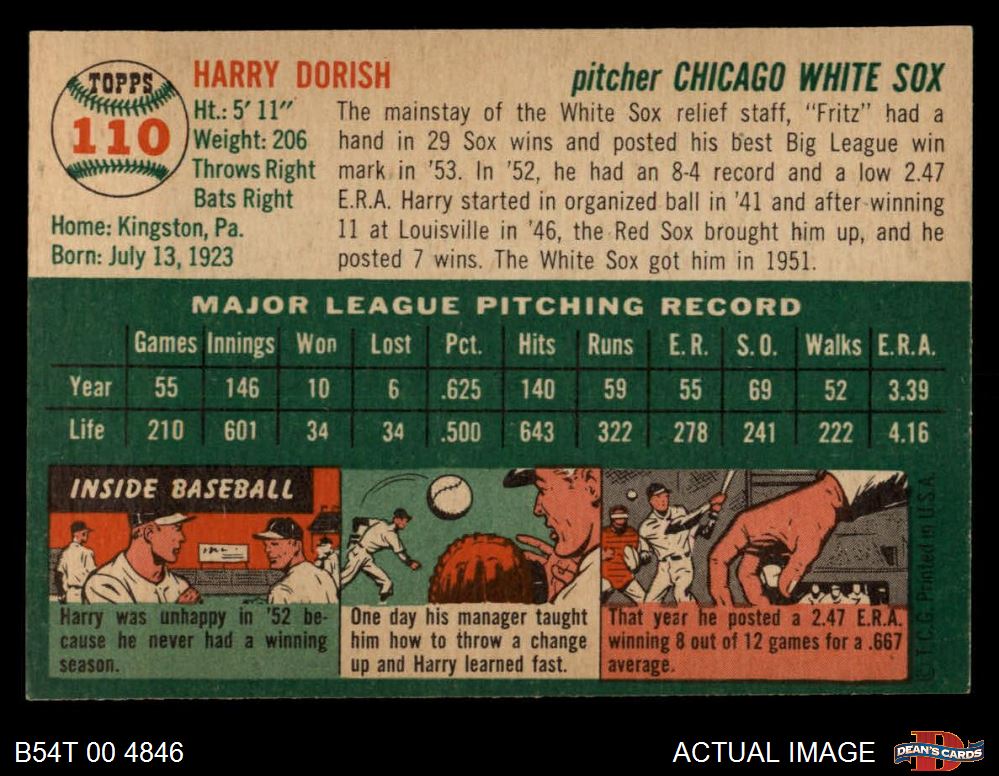 TOPPS
110
HARRY DORISH
pitcher CHICAGO WHITE SOX
Ht.: 5' 11"
Weight: 206
Throws Right
Bats Right
Home: Kingston, Pa.
Born: July 13, 1923
The mainstay of the White Sox relief staff, "Fritz" had a
hand in 29 Sox wins and posted his best Big League win
mark in '53. In '52, he had an 8-4 record and a low 2.47
E.R.A. Harry started in organized ball in '41 and after winning
11 at Louisville in '46, the Red Sox brought him up, and he
posted 7 wins. The White Sox got him in 1951.
MAJOR LEAGUE PITCHING RECORD
Games Innings Won Lost Pct. Hits Runs E.R. S.O. Walks E.R.A.
Year 55 146 10 6 .625 140 59 55 69 52 3.39
Life 210 601 34 34 .500 643 322 278 241 222 4.16
INSIDE BASEBALL
Harry was unhappy in '52 be-
cause he never had a winning
season.
One day his manager taught
him how to throw a change
up and Harry learned fast.
That year he posted a 2.47 E.R.A.
winning 8 out of 12 games for a .667
average.
© T.C.G. Printed in U.S.A.
B54T 00 4846
ACTUAL IMAGE
D
DEAN'S CARDS